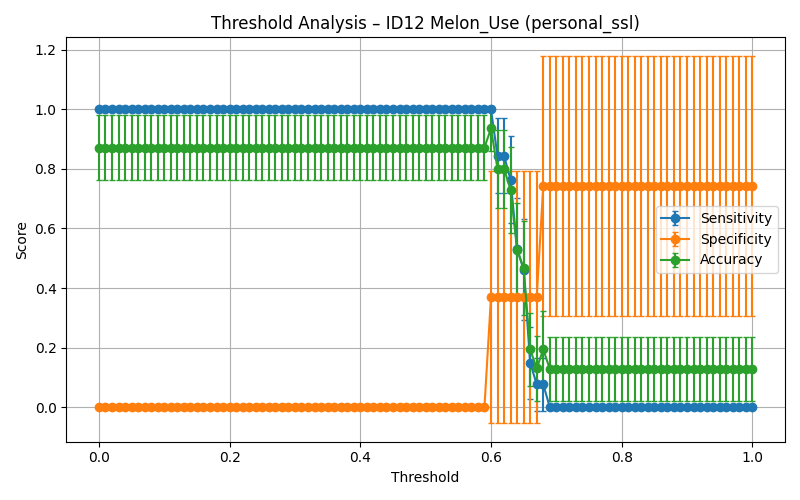 Threshold Analysis – ID12 Melon_Use (personal_ssl)
1.2
1.0
0.8
0.6
0.4
0.2
0.0
Score
Sensitivity
Specificity
Accuracy
0.0 0.2 0.4 0.6 0.8 1.0
Threshold